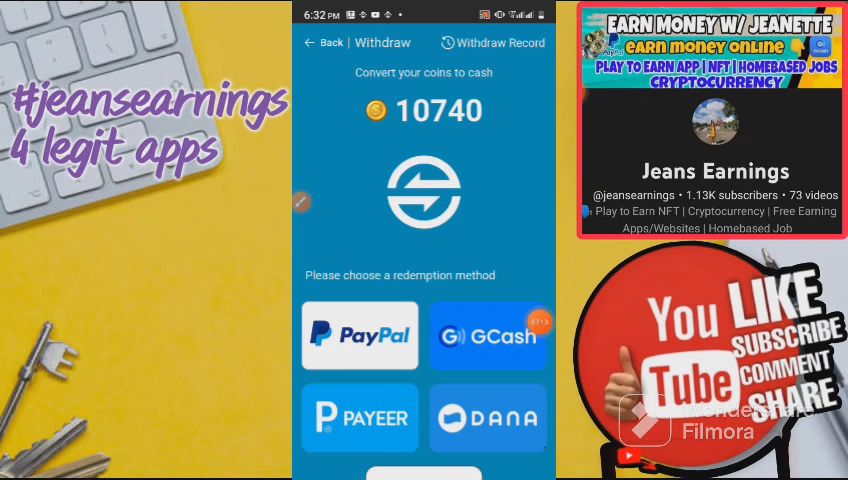 #jeansearnings
4 legit apps
6:32 PM
Back | Withdraw
Withdraw Record
Convert your coins to cash
10740
Please choose a redemption method
PayPal
GCash
07:13
PAYEER
DANA
EARN MONEY W/ JEANETTE
PayPal
earn money online
PLAY TO EARN APP | NFT | HOMEBASED JOBS
CRYPTOCURRENCY
Jeans Earnings
@jeansearnings • 1.13K subscribers • 73 videos
Play to Earn NFT | Cryptocurrency | Free Earning
Apps/Websites | Homebased Job
You
Tube
LIKE
SUBSCRIBE
COMMENT
SHARE
Wondershare
Filmora